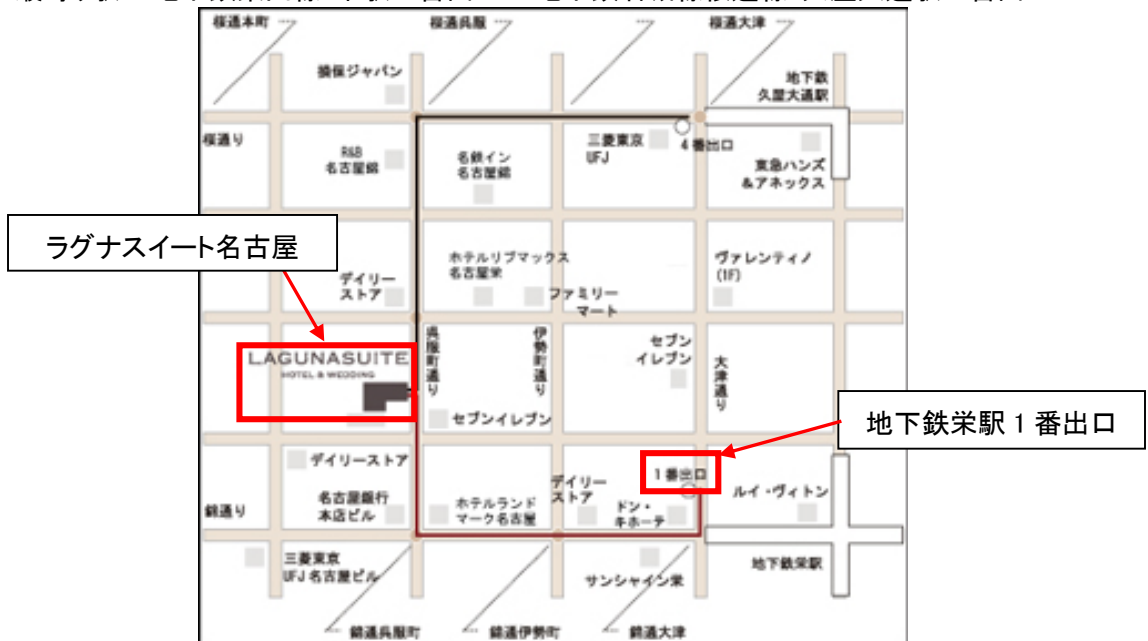 桜通本町
桜通呉服
桜通大津
損保ジャパン
地下鉄
久屋大通駅
桜通り
R&B
名古屋錦
名鉄イン
名古屋錦
三菱東京
UFJ
4番出口
東急ハンズ
&アネックス
ラグナスイート名古屋
デイリー
ストア
ホテルリブマックス
名古屋栄
ファミリー
マート
ヴァレンティノ
(1F)
LAGUNASUITE
HOTEL & WEDDING
呉服町通り
伊勢町通り
セブン
イレブン
大津通り
セブンイレブン
地下鉄栄駅1番出口
デイリーストア
1番出口
デイリー
ストア
ルイ・ヴィトン
錦通り
名古屋銀行
本店ビル
ホテルランド
マーク名古屋
ドン・
キホーテ
三菱東京
UFJ名古屋ビル
サンシャイン栄
地下鉄栄駅
錦通呉服町
錦通伊勢町
錦通大津